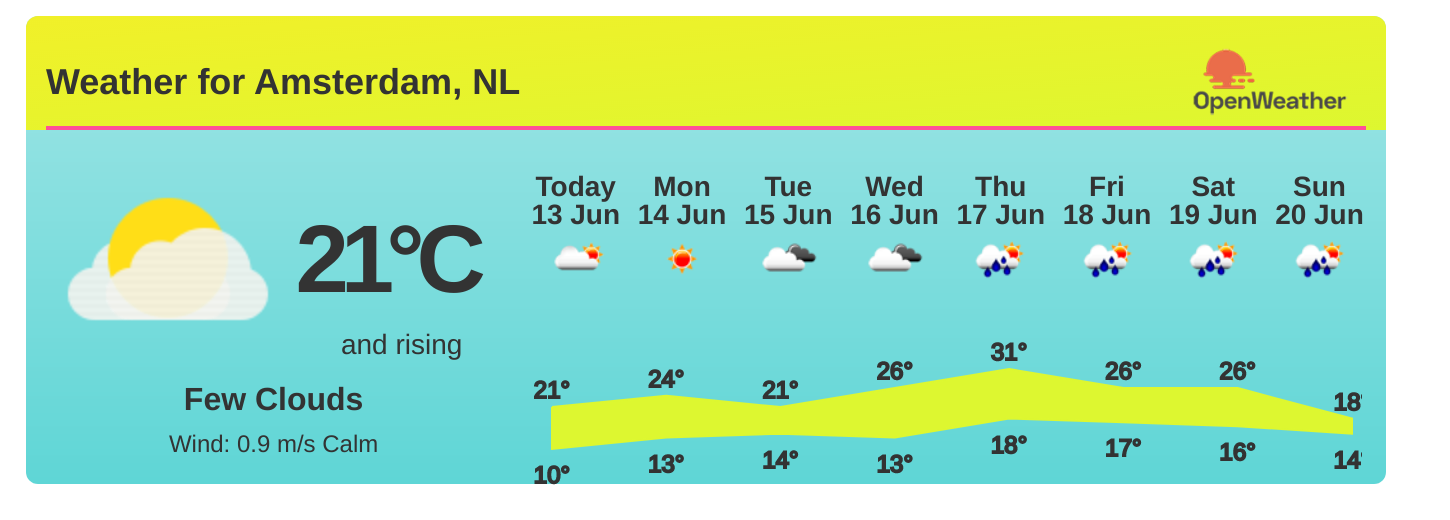 Weather for Amsterdam, NL
OpenWeather
21°C
and rising
Few Clouds
Wind: 0.9 m/s Calm
Today Mon Tue Wed Thu Fri Sat Sun
13 Jun 14 Jun 15 Jun 16 Jun 17 Jun 18 Jun 19 Jun 20 Jun
21° 24° 21° 26° 31° 26° 26° 18°
10° 13° 14° 13° 18° 17° 16° 14°